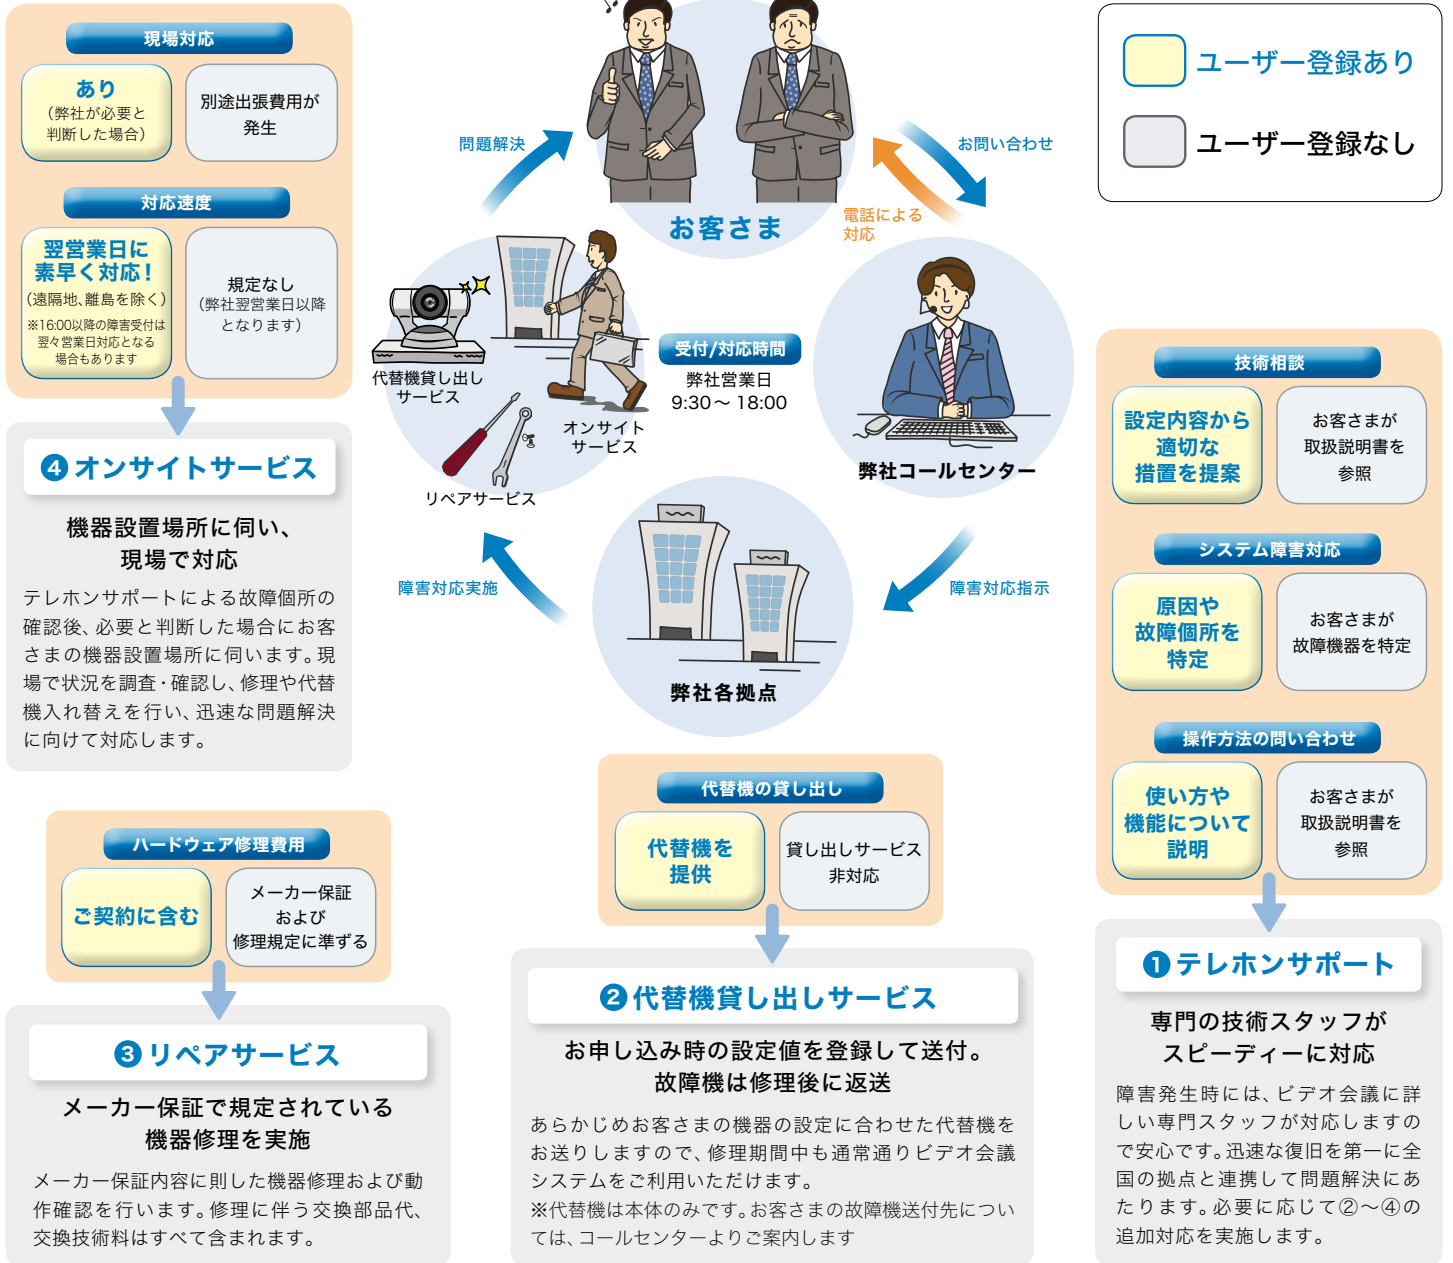 現場対応
あり
(弊社が必要と
判断した場合)
別途出張費用が
発生
対応速度
翌営業日に
素早く対応！
(遠隔地、離島を除く)
※16:00以降の障害受付は
翌々営業日対応となる
場合もあります
規定なし
(弊社翌営業日以降
となります)
❹オンサイトサービス
機器設置場所に伺い、
現場で対応
テレホンサポートによる故障個所の
確認後、必要と判断した場合にお客
さまの機器設置場所に伺います。現
場で状況を調査・確認し、修理や代替
機入れ替えを行い、迅速な問題解決
に向けて対応します。
問題解決
お問い合わせ
電話による
対応
お客さま
代替機貸し出し
サービス
オンサイト
サービス
リペアサービス
受付/対応時間
弊社営業日
9:30～18:00
弊社コールセンター
障害対応実施
障害対応指示
弊社各拠点
ユーザー登録あり
ユーザー登録なし
技術相談
設定内容から
適切な
措置を提案
お客さまが
取扱説明書を
参照
システム障害対応
原因や
故障個所を
特定
お客さまが
故障機器を特定
操作方法の問い合わせ
使い方や
機能について
説明
お客さまが
取扱説明書を
参照
❶テレホンサポート
専門の技術スタッフが
スピーディーに対応
障害発生時には、ビデオ会議に詳
しい専門スタッフが対応しますの
で安心です。迅速な復旧を第一に全
国の拠点と連携して問題解決にあ
たります。必要に応じて②～④の
追加対応を実施します。
代替機の貸し出し
代替機を
提供
貸し出しサービス
非対応
❷代替機貸し出しサービス
お申し込み時の設定値を登録して送付。
故障機は修理後に返送
あらかじめお客さまの機器の設定に合わせた代替機を
お送りしますので、修理期間中も通常通りビデオ会議
システムをご利用いただけます。
※代替機は本体のみです。お客さまの故障機送付先につい
ては、コールセンターよりご案内します
ハードウェア修理費用
ご契約に含む
メーカー保証
および
修理規定に準ずる
❸リペアサービス
メーカー保証で規定されている
機器修理を実施
メーカー保証内容に則した機器修理および動
作確認を行います。修理に伴う交換部品代、
交換技術料はすべて含まれます。